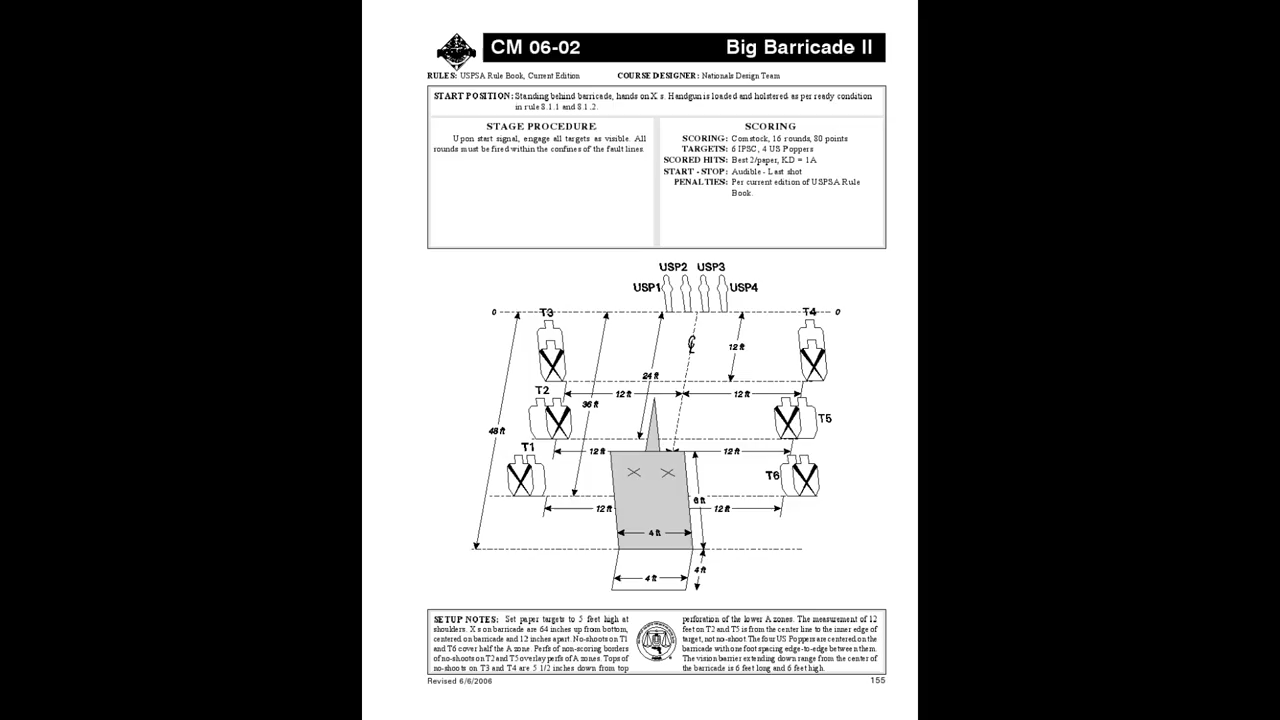 CM 06-02 Big Barricade II
RULES: USPSA Rule Book, Current Edition COURSE DESIGNER: Nationals Design Team
START POSITION: Standing behind barricade, hands on X s. Handgun is loaded and holstered as per ready condition
in rule 8.1.1 and 8.1.2.
STAGE PROCEDURE
Upon start signal, engage all targets as visible. All
rounds must be fired within the confines of the fault lines.
SCORING
SCORING: Comstock, 16 rounds, 80 points
TARGETS: 6 IPSC, 4 US Poppers
SCORED HITS: Best 2/paper, KD = 1A
START - STOP: Audible - Last shot
PENALTIES: Per current edition of USPSA Rule
Book.
USP2 USP3
USP1 USP4
0 T3 T4 0
12 ft
24 ft
T2 12 ft 12 ft
36 ft
T5
48 ft
T1 12 ft 12 ft
T6
6 ft
12 ft 12 ft
4 ft
4 ft
4 ft
SETUP NOTES: Set paper targets to 5 feet high at
shoulders. X s on barricade are 64 inches up from bottom,
centered on barricade and 12 inches apart. No-shoots on T1
and T6 cover half the A zone. Perfs of non-scoring borders
of no-shoots on T2 and T5 overlay perfs of A zones. Tops of
no-shoots on T3 and T4 are 5 1/2 inches down from top
perforation of the lower A zones. The measurement of 12
feet on T2 and T5 is from the center line to the inner edge of
target, not no-shoot. The four US Poppers are centered on the
barricade with one foot spacing edge-to-edge between them.
The vision barrier extending down range from the center of
the barricade is 6 feet long and 6 feet high.
Revised 6/6/2006 155